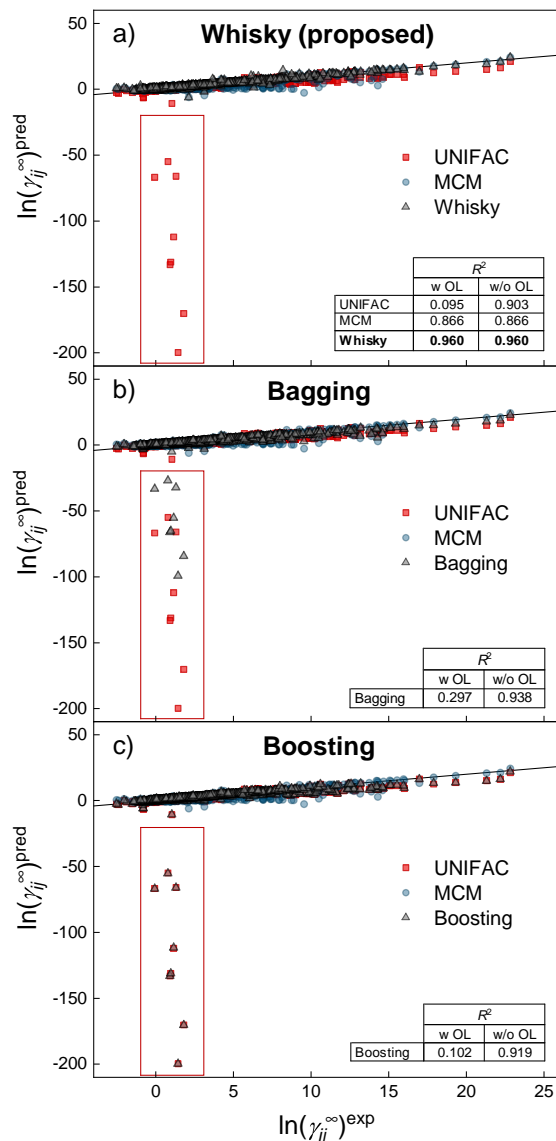 a) Whisky (proposed)
50
0
-50
-100
-150
-200
ln(γij∞)pred
UNIFAC
MCM
Whisky
R2
w OL w/o OL
UNIFAC 0.095 0.903
MCM 0.866 0.866
Whisky 0.960 0.960
b) Bagging
50
0
-50
-100
-150
-200
ln(γij∞)pred
UNIFAC
MCM
Bagging
R2
w OL w/o OL
Bagging 0.297 0.938
c) Boosting
50
0
-50
-100
-150
-200
ln(γij∞)pred
UNIFAC
MCM
Boosting
R2
w OL w/o OL
Boosting 0.102 0.919
0 5 10 15 20 25
ln(γij∞)exp